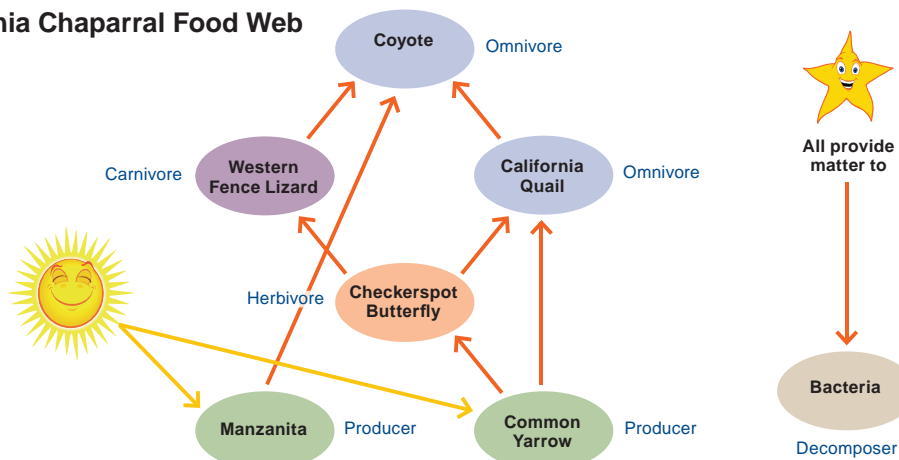 nia Chaparral Food Web
Coyote
Omnivore
All provide
matter to
Carnivore
Western
Fence Lizard
California
Quail
Omnivore
Herbivore
Checkerspot
Butterfly
Bacteria
Manzanita
Producer
Common
Yarrow
Producer
Decomposer